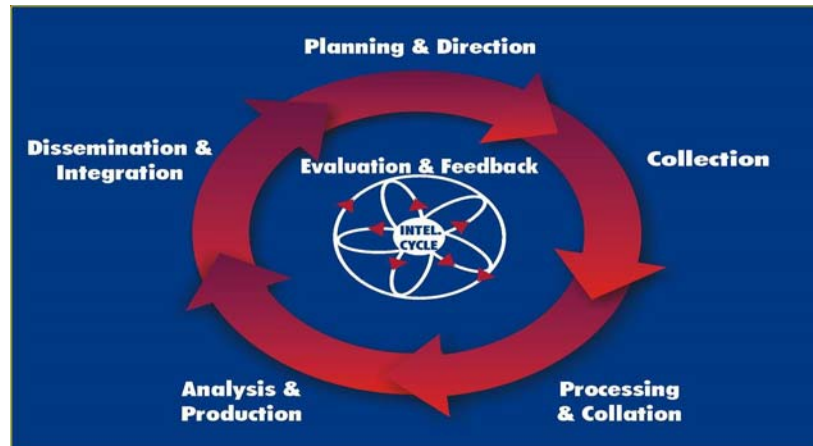 Planning & Direction
Dissemination &
Integration
Evaluation & Feedback
Collection
INTEL.
CYCLE
Analysis &
Production
Processing
& Collation